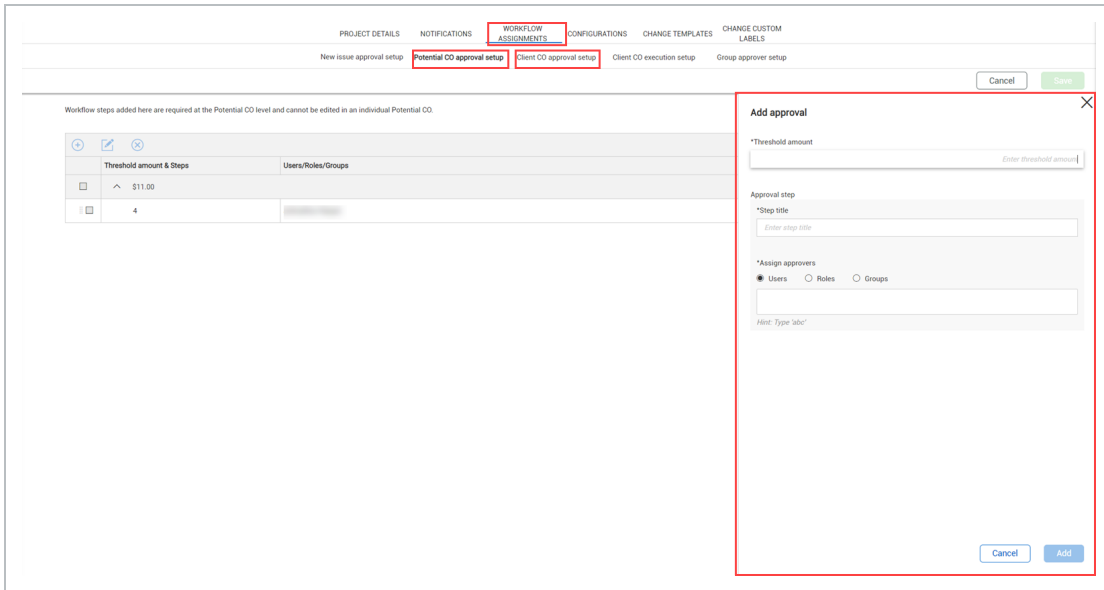 PROJECT DETAILS NOTIFICATIONS WORKFLOW ASSIGNMENTS CONFIGURATIONS CHANGE TEMPLATES CHANGE CUSTOM LABELS
New issue approval setup Potential CO approval setup Client CO approval setup Client CO execution setup Group approver setup
Cancel Save
Workflow steps added here are required at the Potential CO level and cannot be edited in an individual Potential CO.
Threshold amount & Steps Users/Roles/Groups
$11.00
4
Add approval
*Threshold amount
Enter threshold amount
Approval step
*Step title
Enter step title
*Assign approvers
Users Roles Groups
Hint: Type 'abc'
Cancel Add